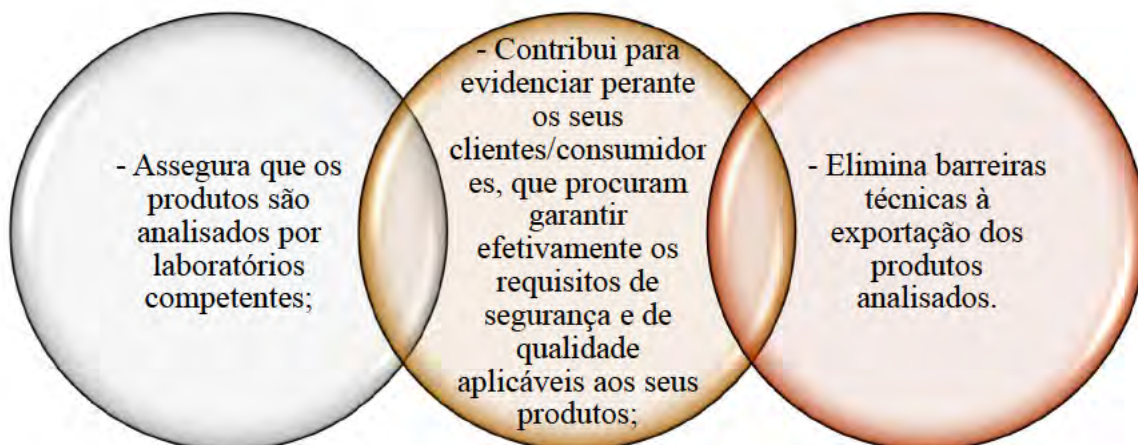 - Assegura que os
produtos são
analisados por
laboratórios
competentes;
- Contribui para
evidenciar perante
os seus
clientes/consumidor
es, que procuram
garantir
efetivamente os
requisitos de
segurança e de
qualidade
aplicáveis aos seus
produtos;
- Elimina barreiras
técnicas à
exportação dos
produtos
analisados.